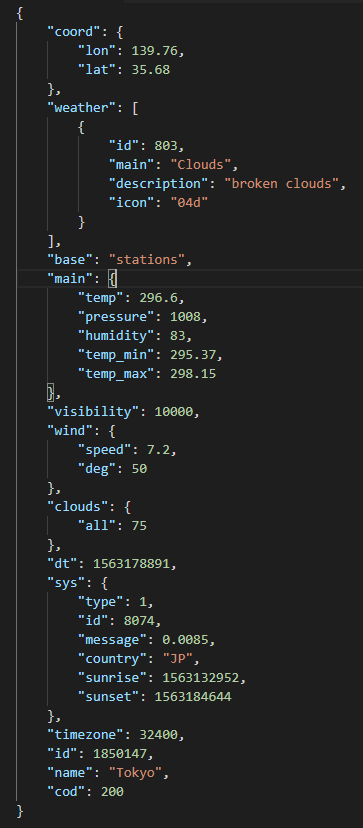 {
    "coord": {
        "lon": 139.76,
        "lat": 35.68
    },
    "weather": [
        {
            "id": 803,
            "main": "Clouds",
            "description": "broken clouds",
            "icon": "04d"
        }
    ],
    "base": "stations",
    "main": {
        "temp": 296.6,
        "pressure": 1008,
        "humidity": 83,
        "temp_min": 295.37,
        "temp_max": 298.15
    },
    "visibility": 10000,
    "wind": {
        "speed": 7.2,
        "deg": 50
    },
    "clouds": {
        "all": 75
    },
    "dt": 1563178891,
    "sys": {
        "type": 1,
        "id": 8074,
        "message": 0.0085,
        "country": "JP",
        "sunrise": 1563132952,
        "sunset": 1563184644
    },
    "timezone": 32400,
    "id": 1850147,
    "name": "Tokyo",
    "cod": 200
}